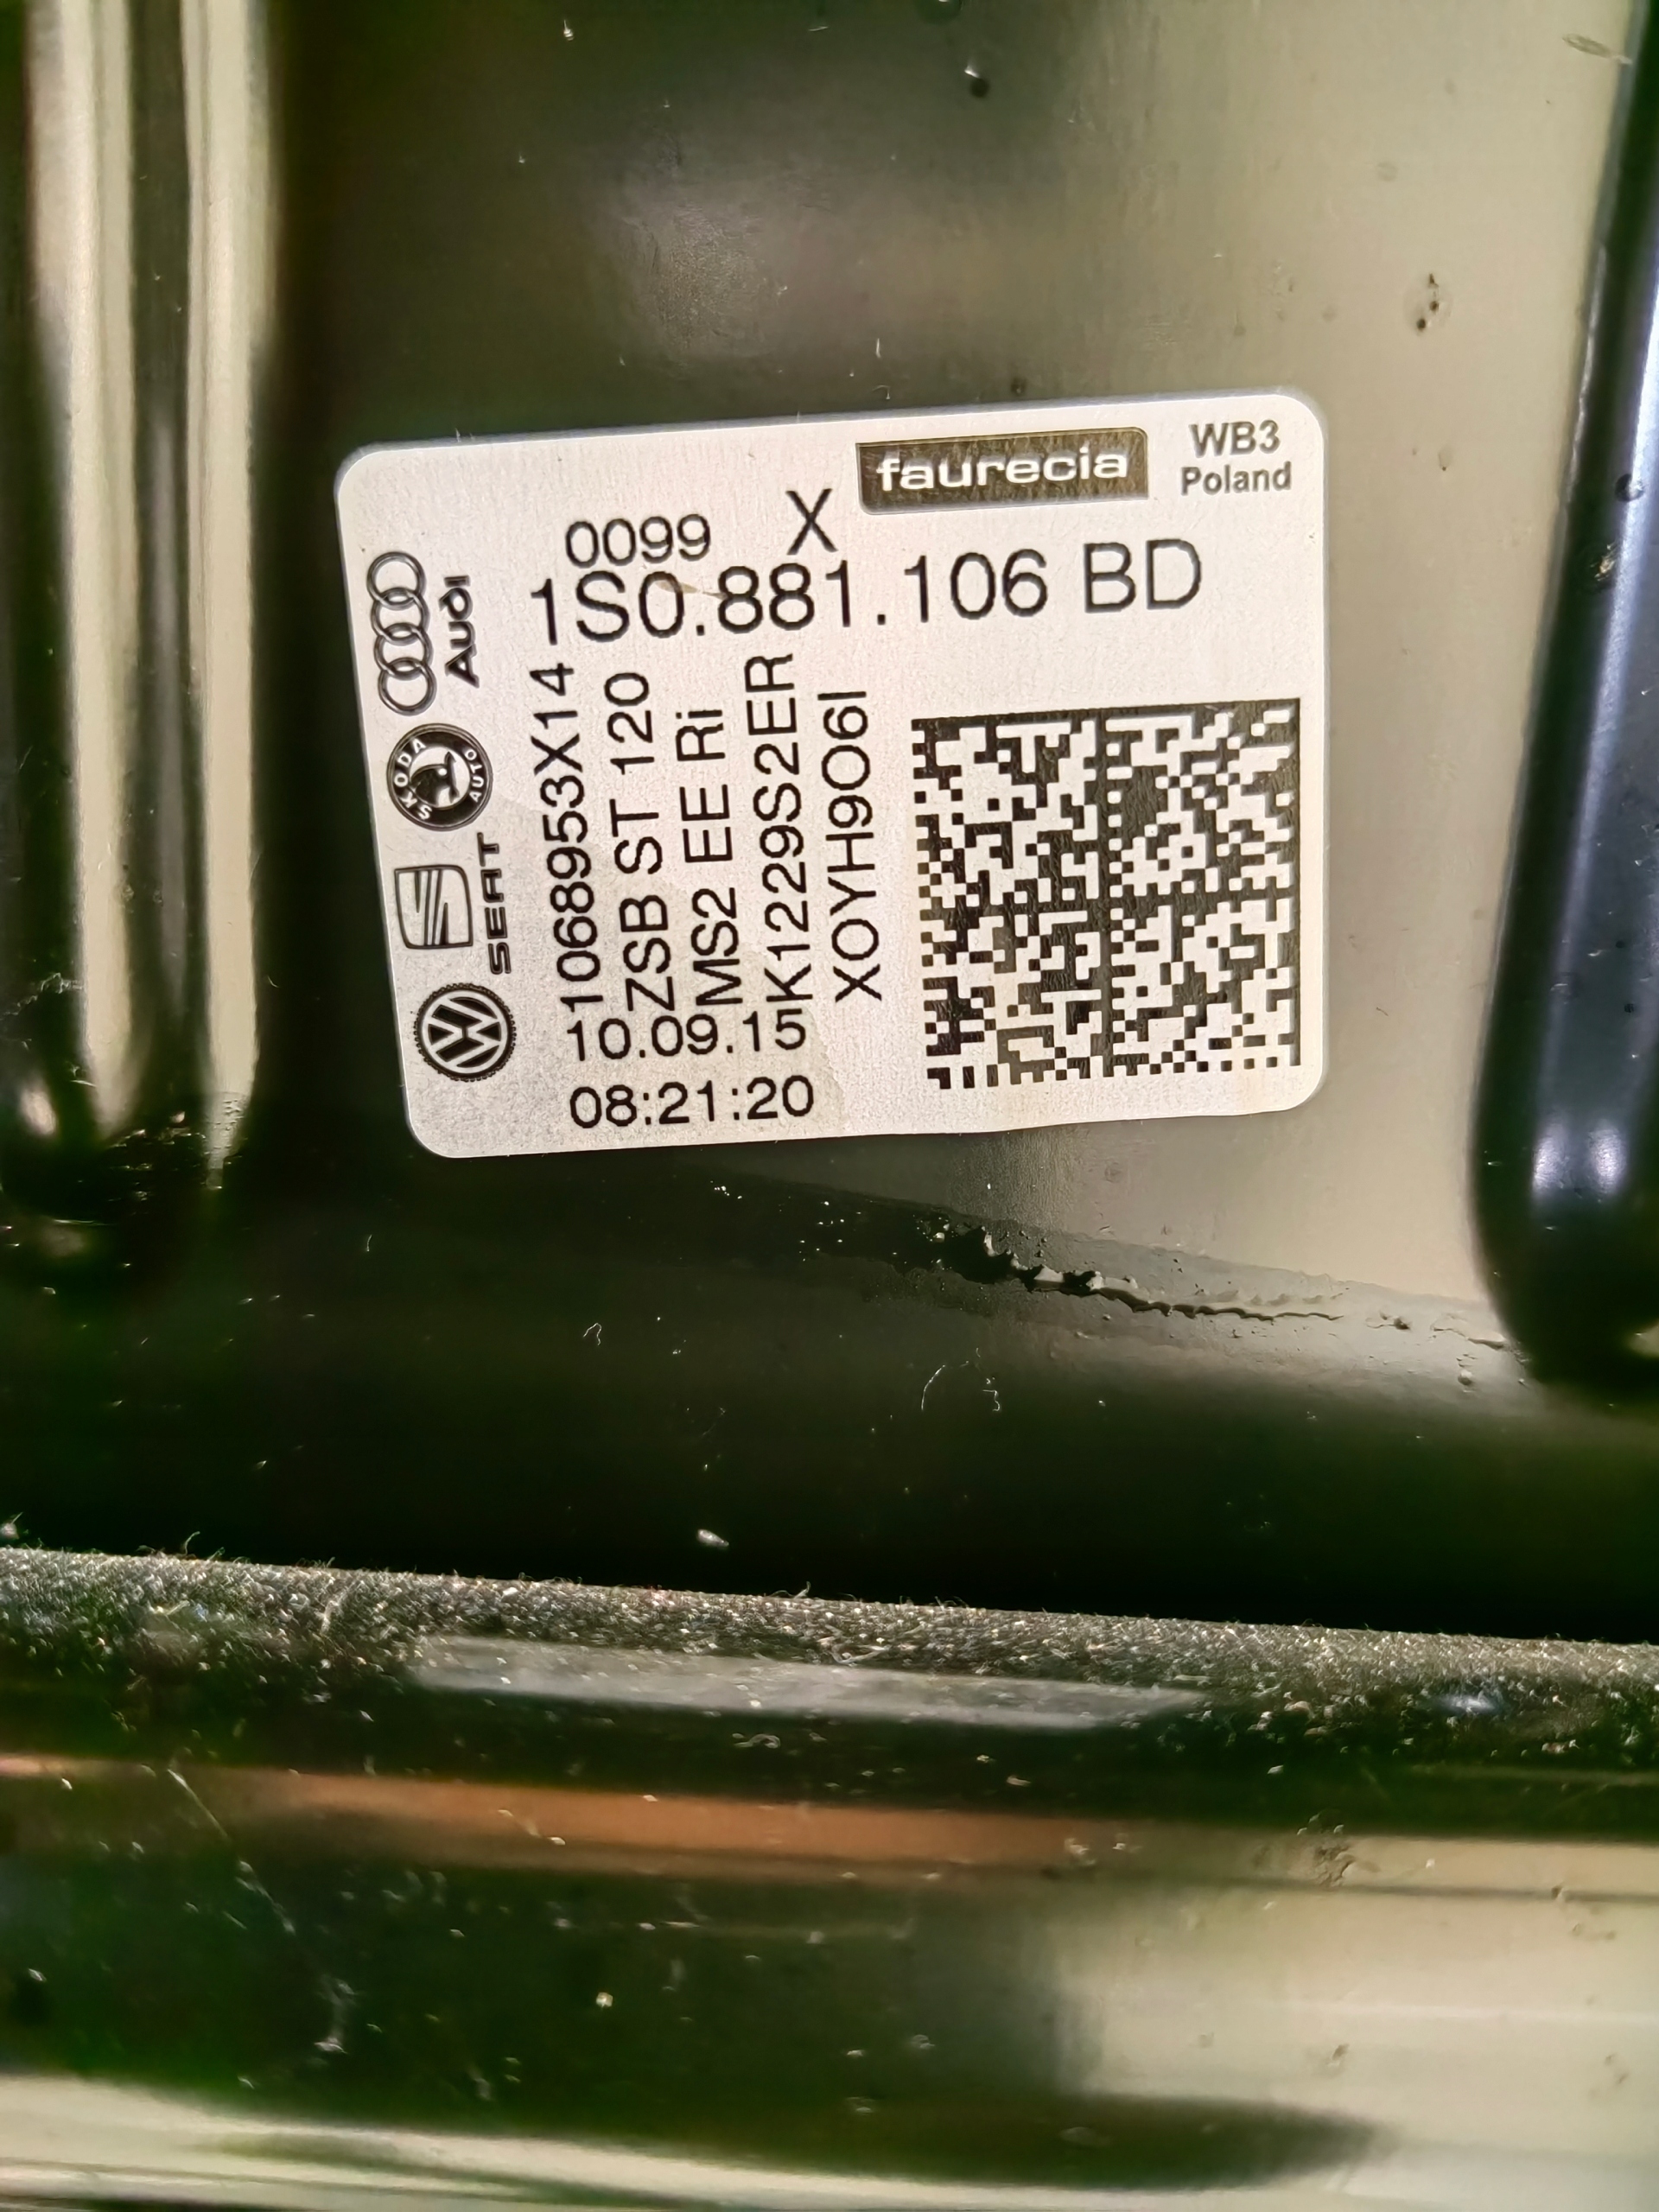 faurecia
WB3
Poland
0099 X
1S0.881.106 BD
Audi
SKODA
AUTO
SEAT
1068953X14
ZSB ST 120
MS2 EE Ri
K1229S2ER
X0YH9O6I
10.09.15
08:21:20